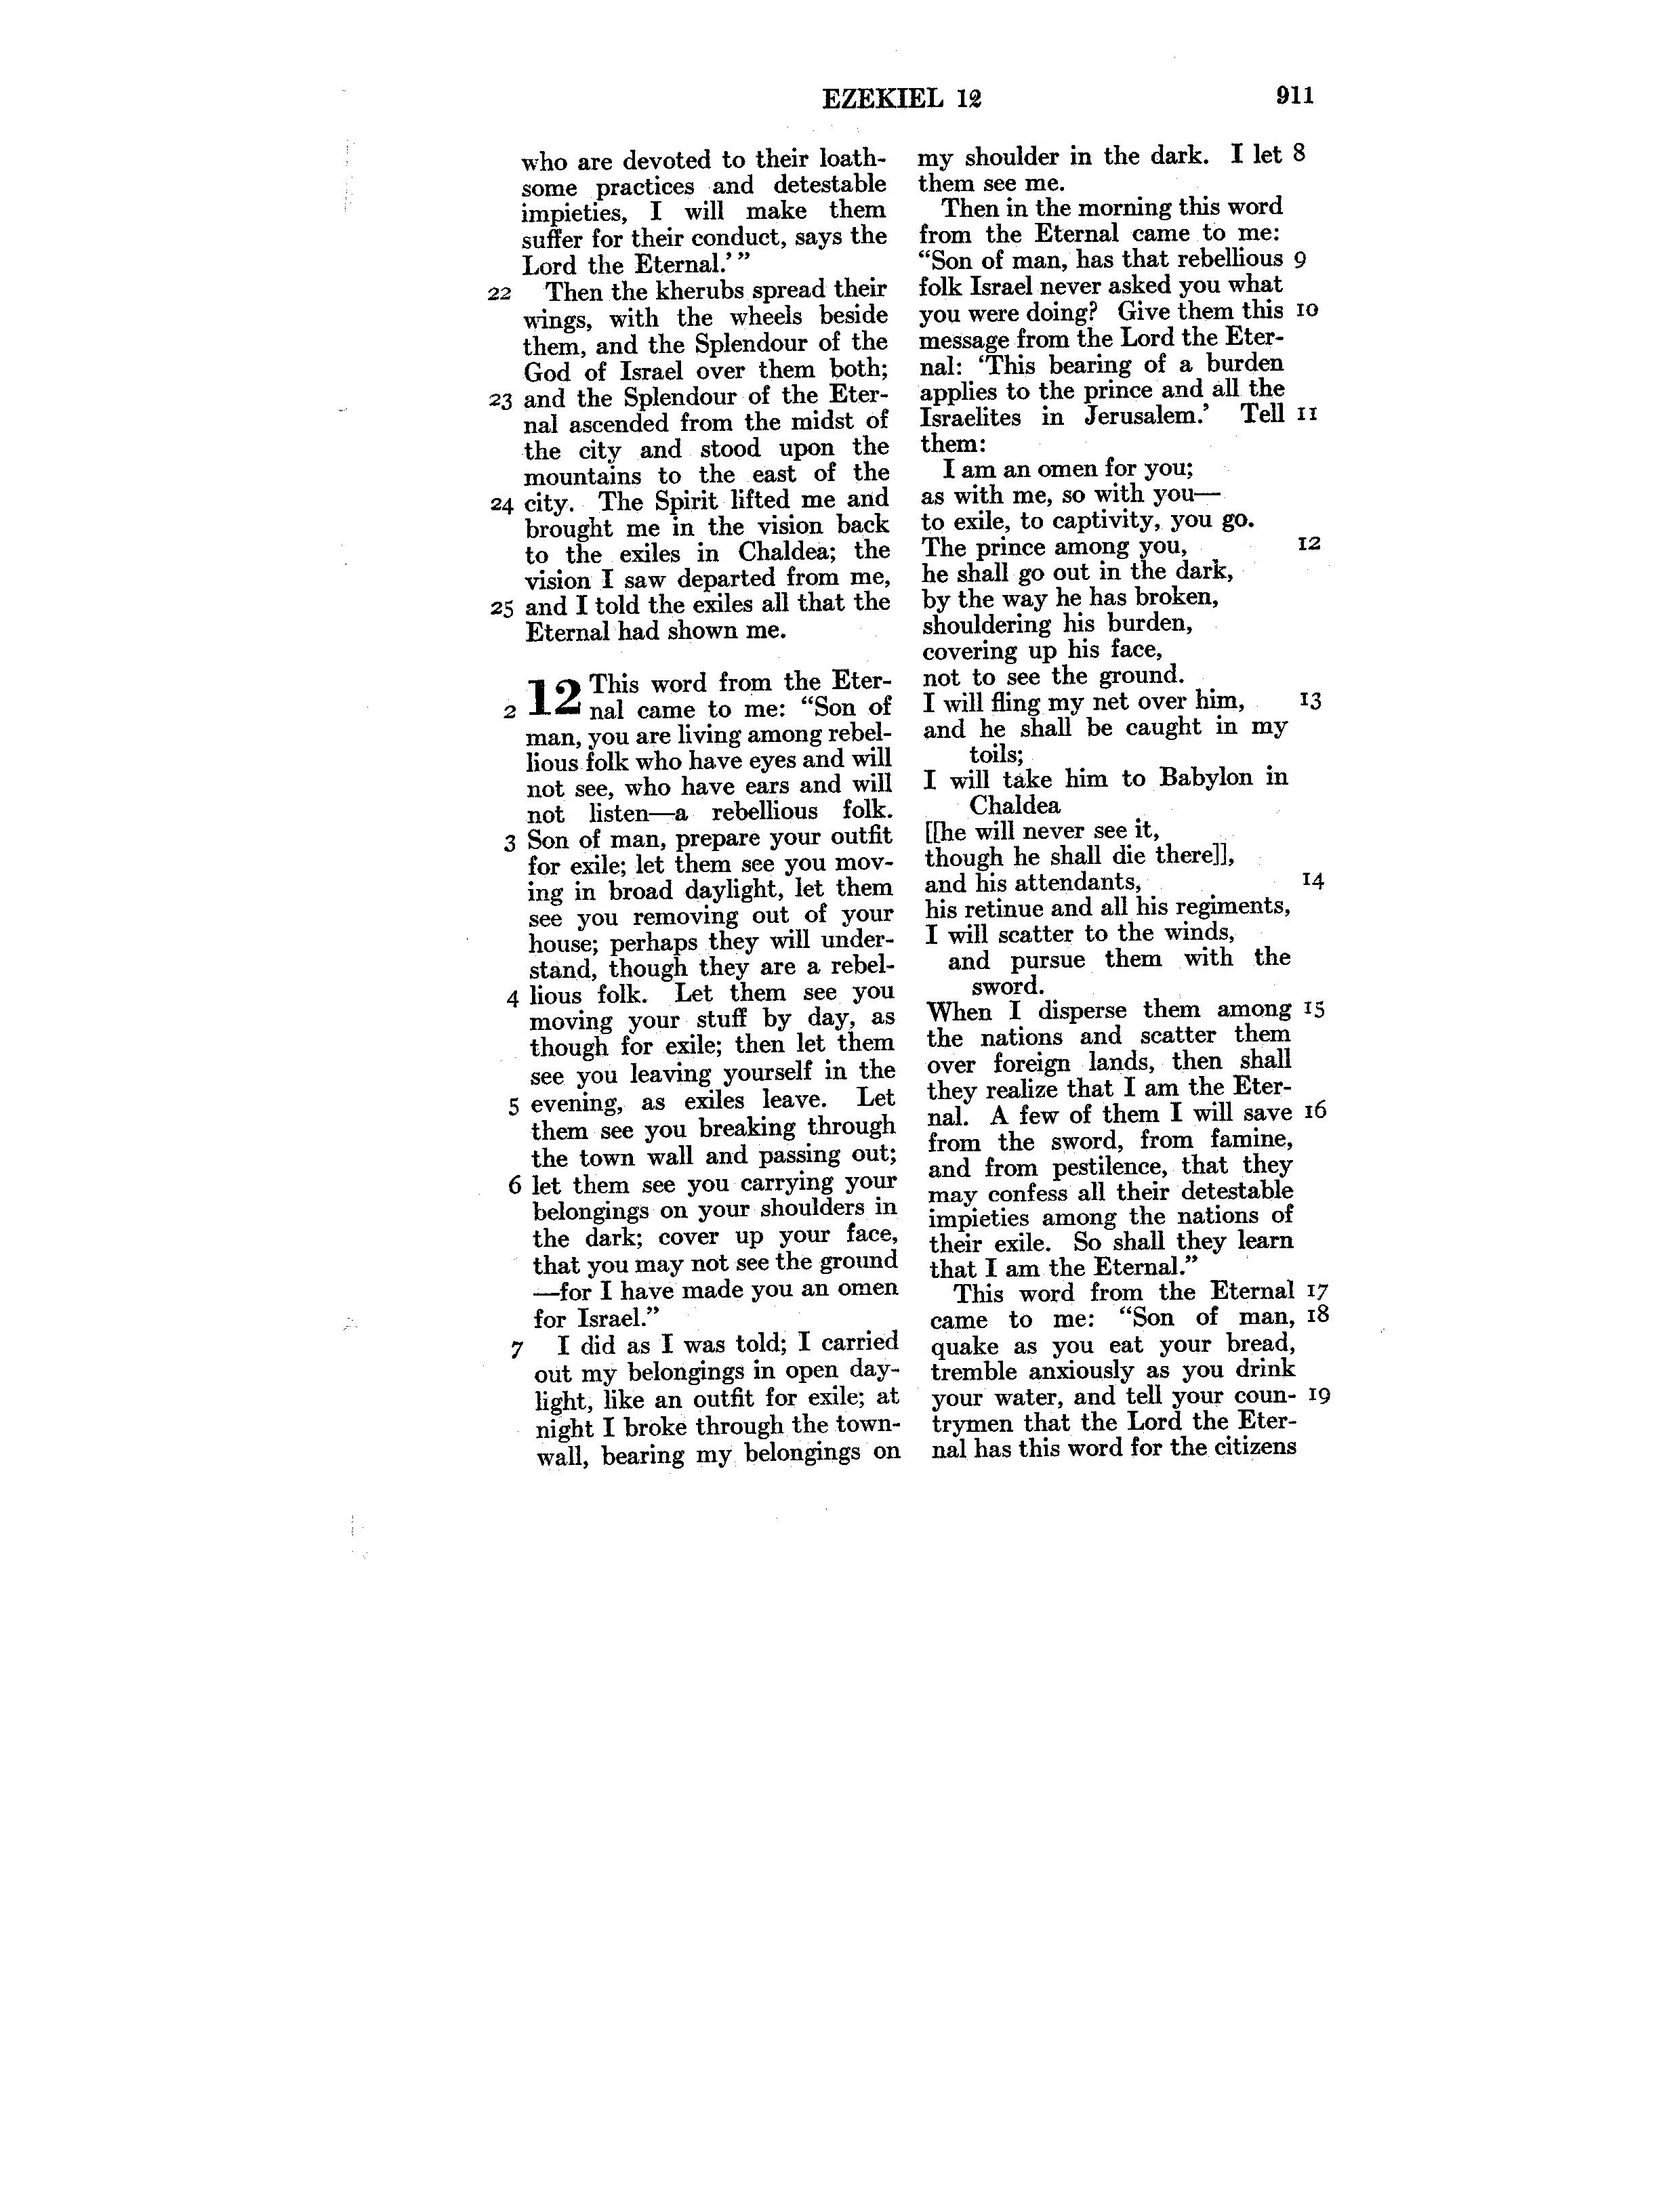 EZEKIEL 12 911
who are devoted to their loath-
some practices and detestable
impieties, I will make them
suffer for their conduct, says the
Lord the Eternal.’”
22 Then the kherubs spread their
wings, with the wheels beside
them, and the Splendour of the
God of Israel over them both;
23 and the Splendour of the Eter-
nal ascended from the midst of
the city and stood upon the
mountains to the east of the
24 city. The Spirit lifted me and
brought me in the vision back
to the exiles in Chaldea; the
vision I saw departed from me,
25 and I told the exiles all that the
Eternal had shown me.
12 This word from the Eter-
2 nal came to me: “Son of
man, you are living among rebel-
lious folk who have eyes and will
not see, who have ears and will
not listen—a rebellious folk.
3 Son of man, prepare your outfit
for exile; let them see you mov-
ing in broad daylight, let them
see you removing out of your
house; perhaps they will under-
stand, though they are a rebel-
4 lious folk. Let them see you
moving your stuff by day, as
though for exile; then let them
see you leaving yourself in the
5 evening, as exiles leave. Let
them see you breaking through
the town wall and passing out;
6 let them see you carrying your
belongings on your shoulders in
the dark; cover up your face,
that you may not see the ground
—for I have made you an omen
for Israel.”
7 I did as I was told; I carried
out my belongings in open day-
light, like an outfit for exile; at
night I broke through the town-
wall, bearing my belongings on
my shoulder in the dark. I let 8
them see me.
Then in the morning this word
from the Eternal came to me:
“Son of man, has that rebellious 9
folk Israel never asked you what
you were doing? Give them this 10
message from the Lord the Eter-
nal: ‘This bearing of a burden
applies to the prince and all the
Israelites in Jerusalem.’ Tell 11
them:
I am an omen for you;
as with me, so with you—
to exile, to captivity, you go.
The prince among you, 12
he shall go out in the dark,
by the way he has broken,
shouldering his burden,
covering up his face,
not to see the ground.
I will fling my net over him, 13
and he shall be caught in my
toils;
I will take him to Babylon in
Chaldea
[[he will never see it,
though he shall die there]],
and his attendants, 14
his retinue and all his regiments,
I will scatter to the winds,
and pursue them with the
sword.
When I disperse them among 15
the nations and scatter them
over foreign lands, then shall
they realize that I am the Eter-
nal. A few of them I will save 16
from the sword, from famine,
and from pestilence, that they
may confess all their detestable
impieties among the nations of
their exile. So shall they learn
that I am the Eternal.”
This word from the Eternal 17
came to me: “Son of man, 18
quake as you eat your bread,
tremble anxiously as you drink
your water, and tell your coun- 19
trymen that the Lord the Eter-
nal has this word for the citizens